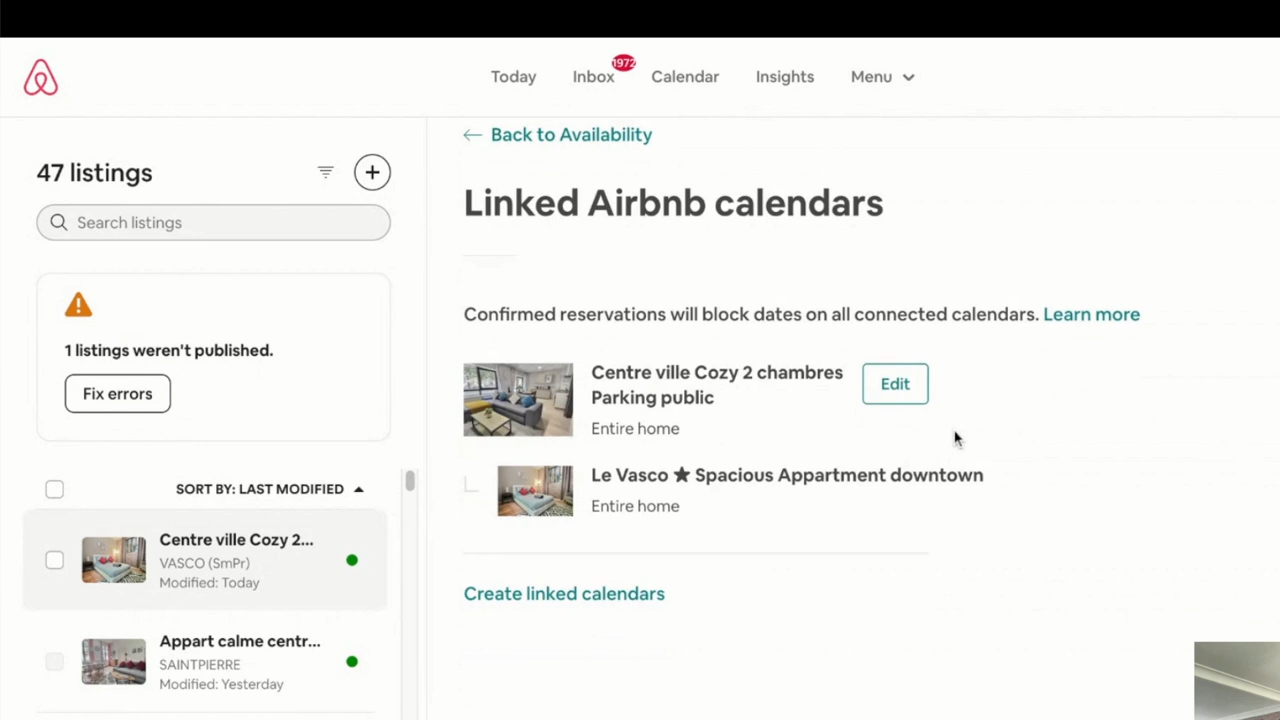 Today
Inbox
1972
Calendar
Insights
Menu
47 listings
Search listings
1 listings weren't published.
Fix errors
SORT BY: LAST MODIFIED
Centre ville Cozy 2...
VASCO (SmPr)
Modified: Today
Appart calme centr...
SAINTPIERRE
Modified: Yesterday
Back to Availability
Linked Airbnb calendars
Confirmed reservations will block dates on all connected calendars. Learn more
Centre ville Cozy 2 chambres
Parking public
Entire home
Edit
Le Vasco ★ Spacious Appartment downtown
Entire home
Create linked calendars